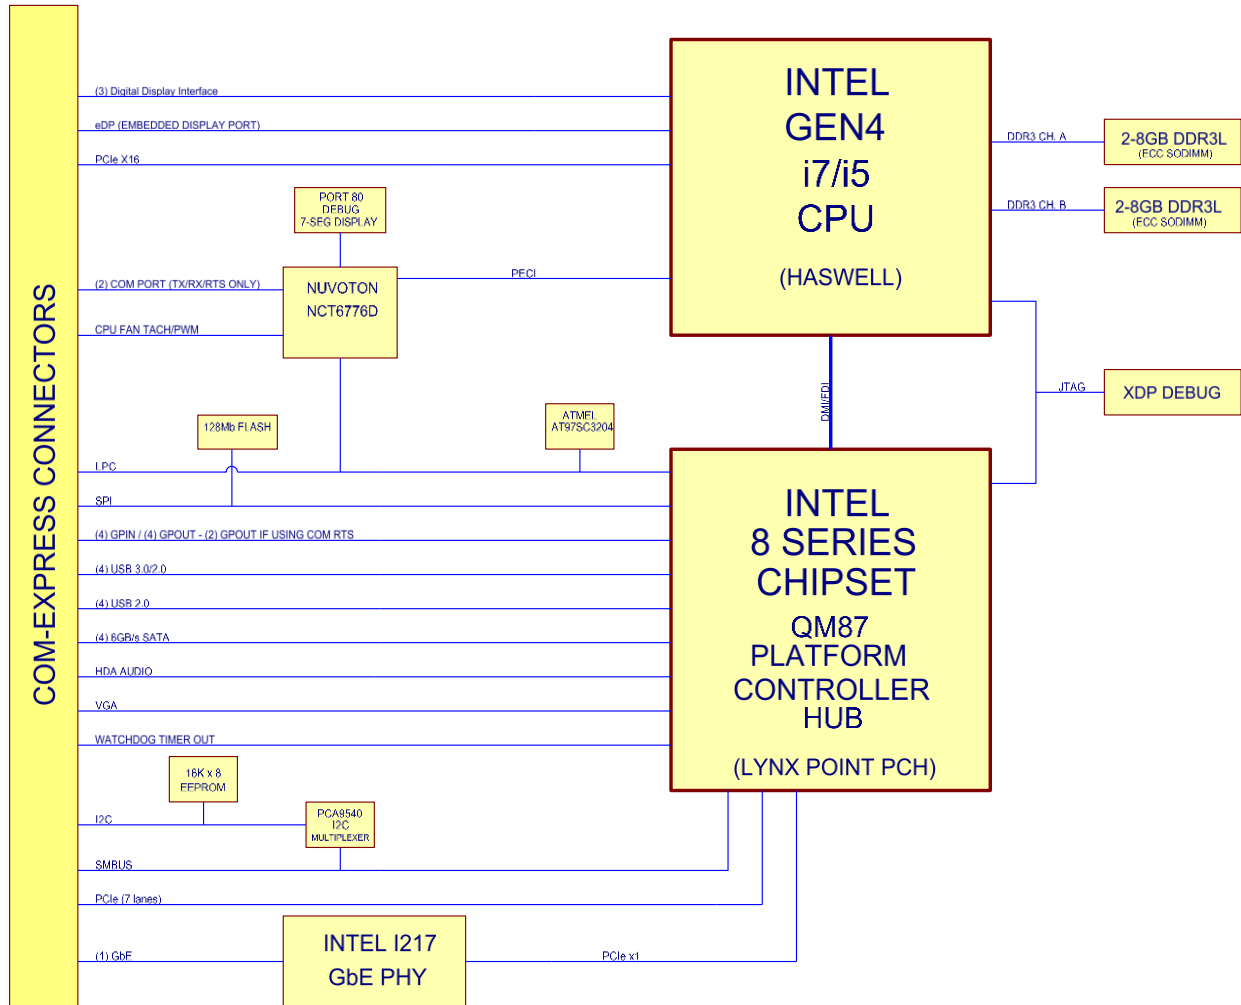 COM-EXPRESS CONNECTORS
(3) Digital Display Interface
eDP (EMBEDDED DISPLAY PORT)
PCIe X16
INTEL
GEN4
i7/i5
CPU
(HASWELL)
DDR3 CH. A
2-8GB DDR3L
(ECC SODIMM)
DDR3 CH. B
2-8GB DDR3L
(ECC SODIMM)
PORT 80
DEBUG
7-SEG DISPLAY
(2) COM PORT (TX/RX/RTS ONLY)
CPU FAN TACH/PWM
NUVOTON
NCT6776D
PECI
DMI/FDI
JTAG
XDP DEBUG
128Mb FLASH
ATMEL
AT97SC3204
LPC
SPI
(4) GPIN / (4) GPOUT - (2) GPOUT IF USING COM RTS
(4) USB 3.0/2.0
(4) USB 2.0
(4) 6GB/s SATA
HDA AUDIO
VGA
WATCHDOG TIMER OUT
INTEL
8 SERIES
CHIPSET
QM87
PLATFORM
CONTROLLER
HUB
(LYNX POINT PCH)
16K x 8
EEPROM
I2C
PCA9540
I2C
MULTIPLEXER
SMBUS
PCIe (7 lanes)
(1) GbE
INTEL I217
GbE PHY
PCIe x1